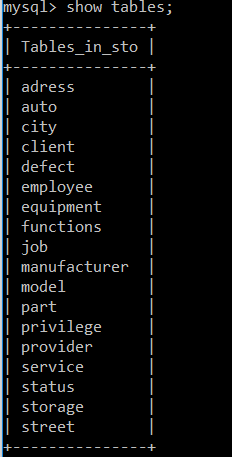 mysql> show tables;
+---------------+
| Tables_in_sto |
+---------------+
| adress        |
| auto          |
| city          |
| client        |
| defect        |
| employee      |
| equipment     |
| functions     |
| job           |
| manufacturer  |
| model         |
| part          |
| privilege     |
| provider      |
| service       |
| status        |
| storage       |
| street        |
+---------------+